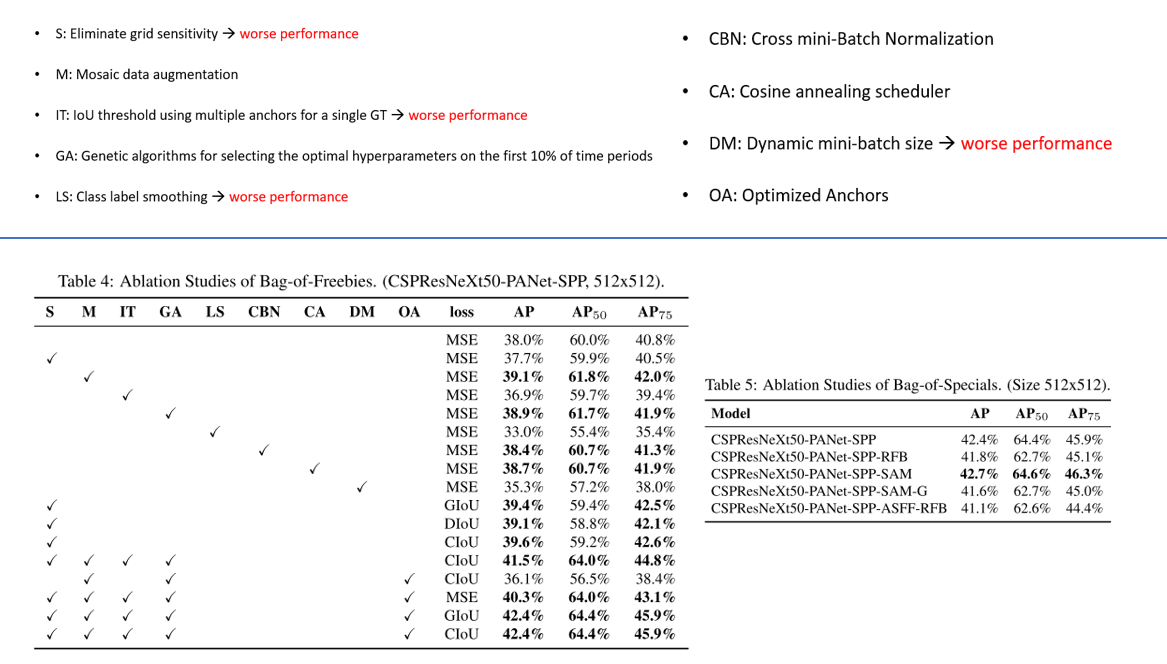 • S: Eliminate grid sensitivity → worse performance
• M: Mosaic data augmentation
• IT: IoU threshold using multiple anchors for a single GT → worse performance
• GA: Genetic algorithms for selecting the optimal hyperparameters on the first 10% of time periods
• LS: Class label smoothing → worse performance
• CBN: Cross mini-Batch Normalization
• CA: Cosine annealing scheduler
• DM: Dynamic mini-batch size → worse performance
• OA: Optimized Anchors
Table 4: Ablation Studies of Bag-of-Freebies. (CSPResNeXt50-PANet-SPP, 512x512).
S M IT GA LS CBN CA DM OA loss AP AP50 AP75
MSE 38.0% 60.0% 40.8%
✓ MSE 37.7% 59.9% 40.5%
✓ MSE 39.1% 61.8% 42.0%
✓ MSE 36.9% 59.7% 39.4%
✓ MSE 38.9% 61.7% 41.9%
✓ MSE 33.0% 55.4% 35.4%
✓ MSE 38.4% 60.7% 41.3%
✓ MSE 38.7% 60.7% 41.9%
✓ MSE 35.3% 57.2% 38.0%
✓ GIoU 39.4% 59.4% 42.5%
✓ DIoU 39.1% 58.8% 42.1%
✓ CIoU 39.6% 59.2% 42.6%
✓ ✓ ✓ ✓ CIoU 41.5% 64.0% 44.8%
✓ ✓ ✓ CIoU 36.1% 56.5% 38.4%
✓ ✓ ✓ ✓ ✓ MSE 40.3% 64.0% 43.1%
✓ ✓ ✓ ✓ ✓ GIoU 42.4% 64.4% 45.9%
✓ ✓ ✓ ✓ ✓ CIoU 42.4% 64.4% 45.9%
Table 5: Ablation Studies of Bag-of-Specials. (Size 512x512).
Model AP AP50 AP75
CSPResNeXt50-PANet-SPP 42.4% 64.4% 45.9%
CSPResNeXt50-PANet-SPP-RFB 41.8% 62.7% 45.1%
CSPResNeXt50-PANet-SPP-SAM 42.7% 64.6% 46.3%
CSPResNeXt50-PANet-SPP-SAM-G 41.6% 62.7% 45.0%
CSPResNeXt50-PANet-SPP-ASFF-RFB 41.1% 62.6% 44.4%